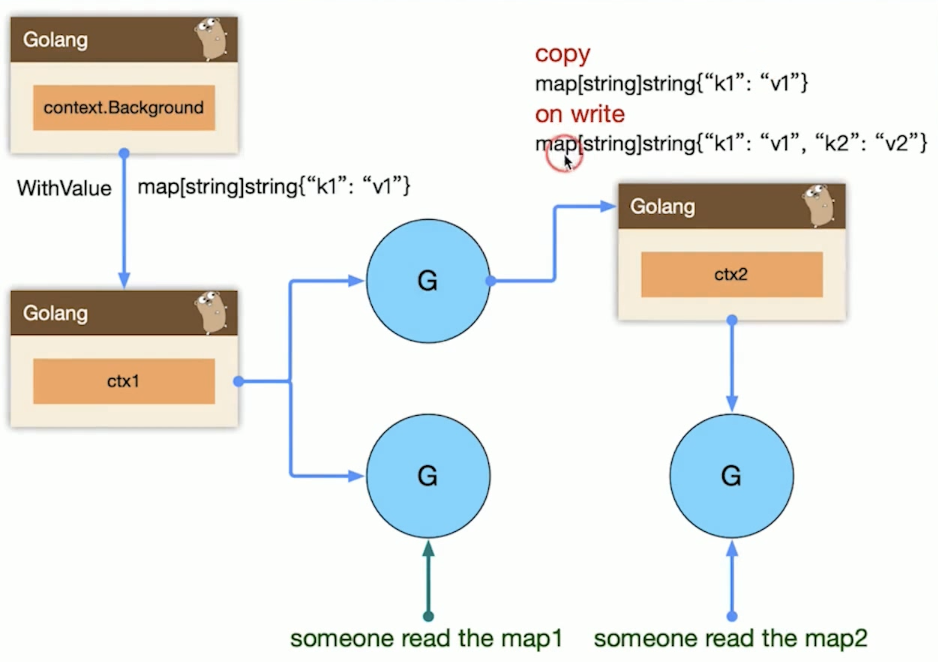 Golang
context.Background
copy
map[string]string{“k1”: “v1”}
on write
map[string]string{“k1”: “v1”, “k2”: “v2”}
WithValue
map[string]string{“k1”: “v1”}
Golang
ctx2
G
Golang
ctx1
G
G
someone read the map1
someone read the map2